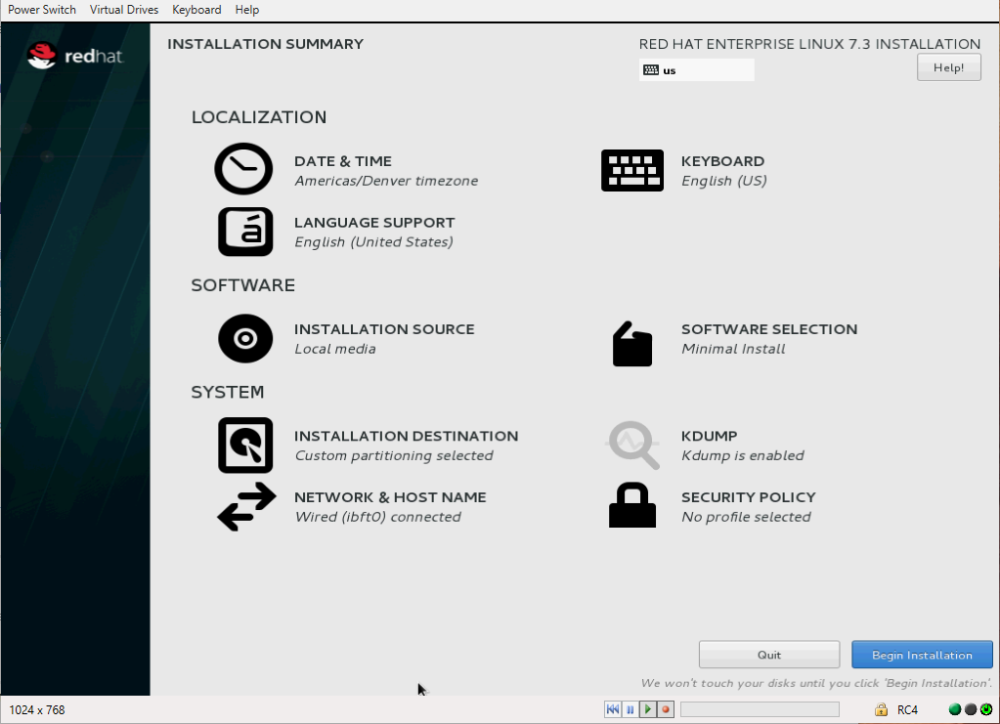 Power Switch Virtual Drives Keyboard Help
redhat
INSTALLATION SUMMARY
RED HAT ENTERPRISE LINUX 7.3 INSTALLATION
us
Help!
LOCALIZATION
DATE & TIME
Americas/Denver timezone
KEYBOARD
English (US)
á
LANGUAGE SUPPORT
English (United States)
SOFTWARE
INSTALLATION SOURCE
Local media
SOFTWARE SELECTION
Minimal Install
SYSTEM
INSTALLATION DESTINATION
Custom partitioning selected
KDUMP
Kdump is enabled
NETWORK & HOST NAME
Wired (ibft0) connected
SECURITY POLICY
No profile selected
Quit
Begin Installation
We won't touch your disks until you click 'Begin Installation'.
1024 x 768
RC4